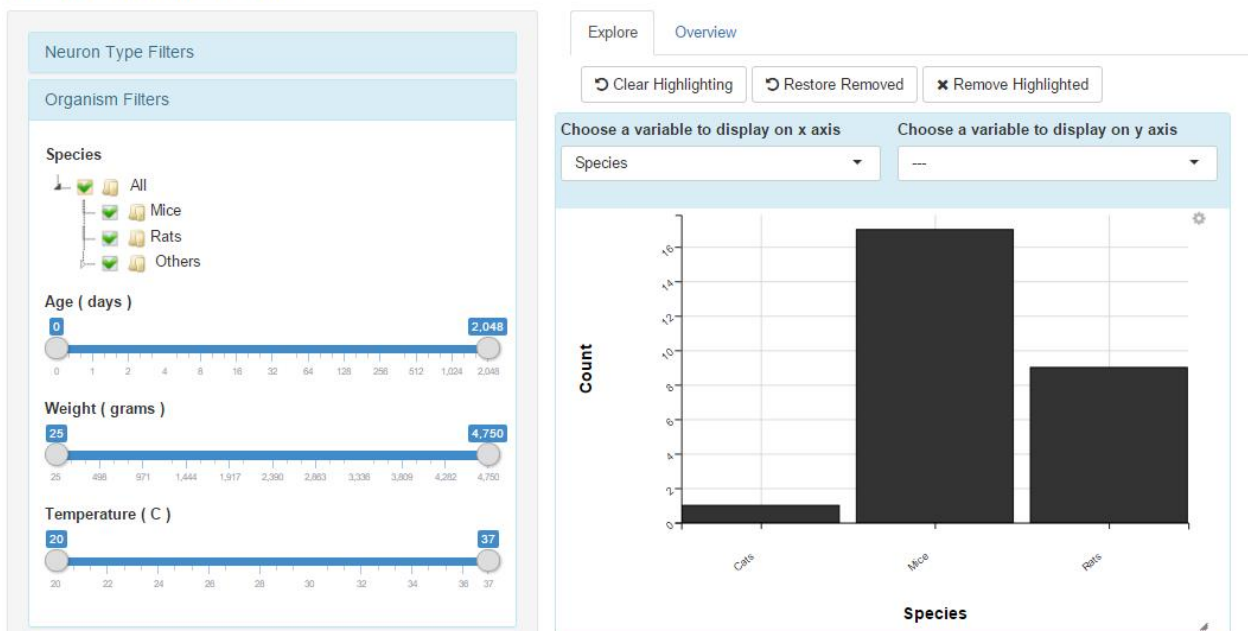 Neuron Type Filters
Organism Filters
Species
All
Mice
Rats
Others
Age ( days )
0 2,048
0 1 2 4 8 16 32 64 128 256 512 1,024 2,048
Weight ( grams )
25 4,750
25 498 971 1,444 1,917 2,390 2,863 3,336 3,809 4,282 4,750
Temperature ( C )
20 37
20 22 24 26 28 30 32 34 36 37
Explore Overview
Clear Highlighting Restore Removed Remove Highlighted
Choose a variable to display on x axis Choose a variable to display on y axis
Species ---
16
14
12
10
8
6
4
2
0
Count
Cats Mice Rats
Species